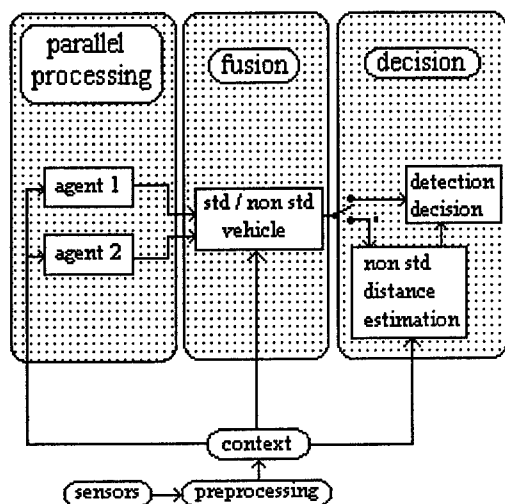 parallel
processing
fusion
decision
agent 1
agent 2
std / non std
vehicle
detection
decision
non std
distance
estimation
context
sensors
preprocessing